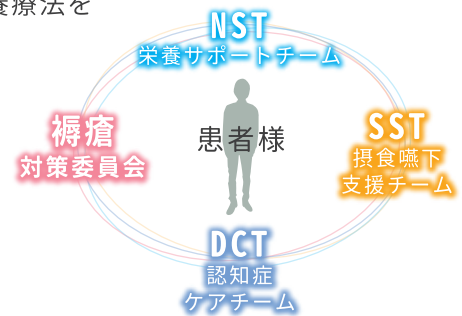 養療法を
NST
栄養サポートチーム
褥瘡
対策委員会
患者様
SST
摂食嚥下
支援チーム
DCT
認知症
ケアチーム